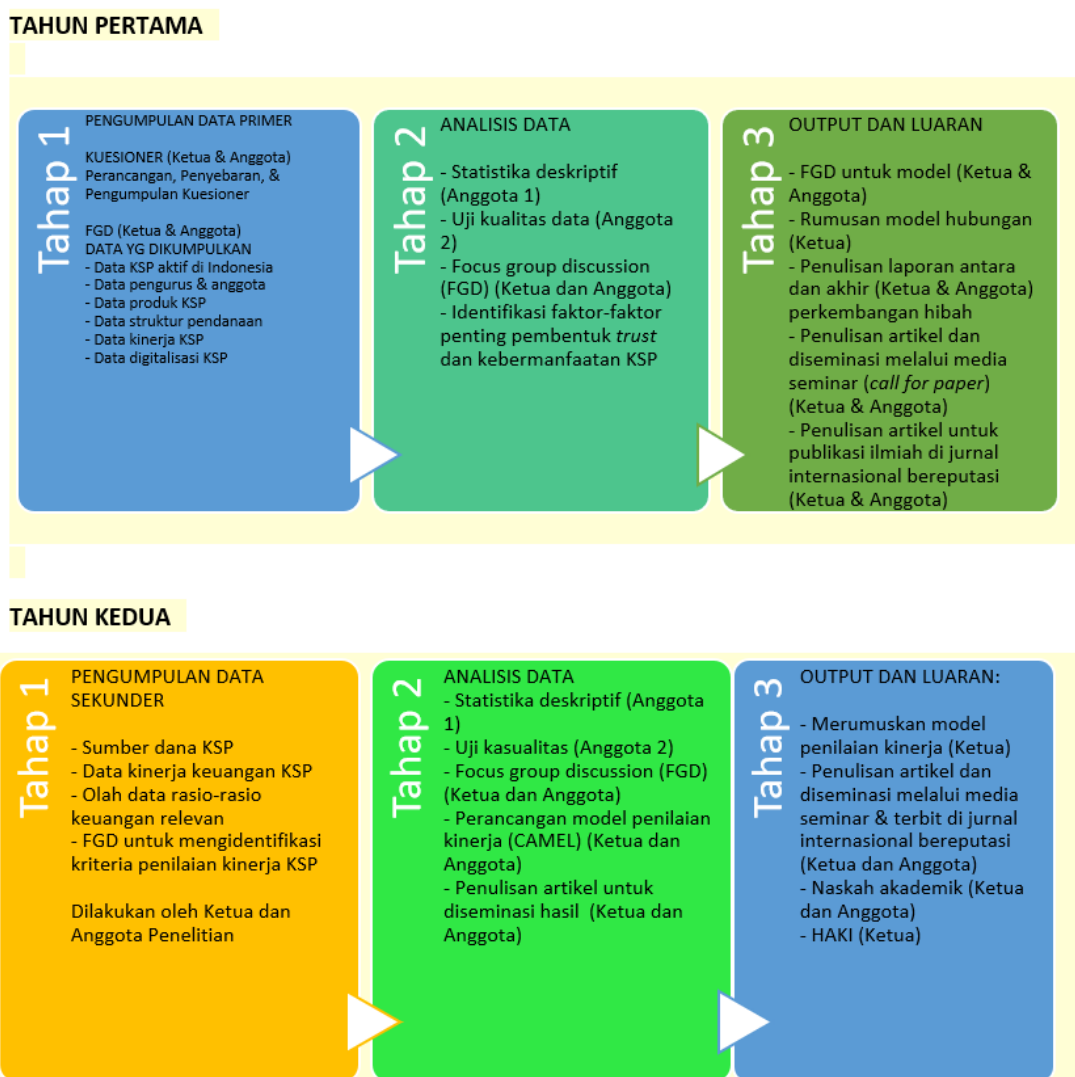 TAHUN PERTAMA
Tahap 1
PENGUMPULAN DATA PRIMER
KUESIONER (Ketua & Anggota)
Perancangan, Penyebaran, &
Pengumpulan Kuesioner
FGD (Ketua & Anggota)
DATA YG DIKUMPULKAN
- Data KSP aktif di Indonesia
- Data pengurus & anggota
- Data produk KSP
- Data struktur pendanaan
- Data kinerja KSP
- Data digitalisasi KSP
Tahap 2
ANALISIS DATA
- Statistika deskriptif
(Anggota 1)
- Uji kualitas data (Anggota
2)
- Focus group discussion
(FGD) (Ketua dan Anggota)
- Identifikasi faktor-faktor
penting pembentuk trust
dan kebermanfaatan KSP
Tahap 3
OUTPUT DAN LUARAN
- FGD untuk model (Ketua &
Anggota)
- Rumusan model hubungan
(Ketua)
- Penulisan laporan antara
dan akhir (Ketua & Anggota)
perkembangan hibah
- Penulisan artikel dan
diseminasi melalui media
seminar (call for paper)
(Ketua & Anggota)
- Penulisan artikel untuk
publikasi ilmiah di jurnal
internasional bereputasi
(Ketua & Anggota)
TAHUN KEDUA
Tahap 1
PENGUMPULAN DATA
SEKUNDER
- Sumber dana KSP
- Data kinerja keuangan KSP
- Olah data rasio-rasio
keuangan relevan
- FGD untuk mengidentifikasi
kriteria penilaian kinerja KSP
Dilakukan oleh Ketua dan
Anggota Penelitian
Tahap 2
ANALISIS DATA
- Statistika deskriptif (Anggota
1)
- Uji kasualitas (Anggota 2)
- Focus group discussion (FGD)
(Ketua dan Anggota)
- Perancangan model penilaian
kinerja (CAMEL) (Ketua dan
Anggota)
- Penulisan artikel untuk
diseminasi hasil  (Ketua dan
Anggota)
Tahap 3
OUTPUT DAN LUARAN:
- Merumuskan model
penilaian kinerja (Ketua)
- Penulisan artikel dan
diseminasi melalui media
seminar & terbit di jurnal
internasional bereputasi
(Ketua dan Anggota)
- Naskah akademik (Ketua
dan Anggota)
- HAKI (Ketua)